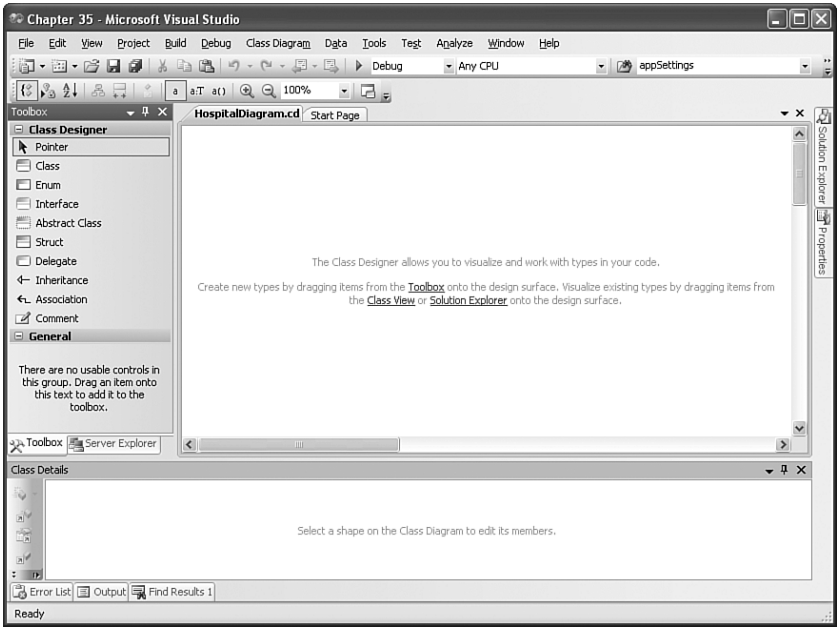 Chapter 35 - Microsoft Visual Studio
File Edit View Project Build Debug Class Diagram Data Tools Test Analyze Window Help
Debug Any CPU appSettings
a a:T a() 100%
Toolbox
HospitalDiagram.cd Start Page
Class Designer
Pointer
Class
Enum
Interface
Abstract Class
Struct
Delegate
Inheritance
Association
Comment
General
There are no usable controls in
this group. Drag an item onto
this text to add it to the
toolbox.
Toolbox Server Explorer
The Class Designer allows you to visualize and work with types in your code.
Create new types by dragging items from the Toolbox onto the design surface. Visualize existing types by dragging items from
the Class View or Solution Explorer onto the design surface.
Solution Explorer
Properties
Class Details
Select a shape on the Class Diagram to edit its members.
Error List Output Find Results 1
Ready